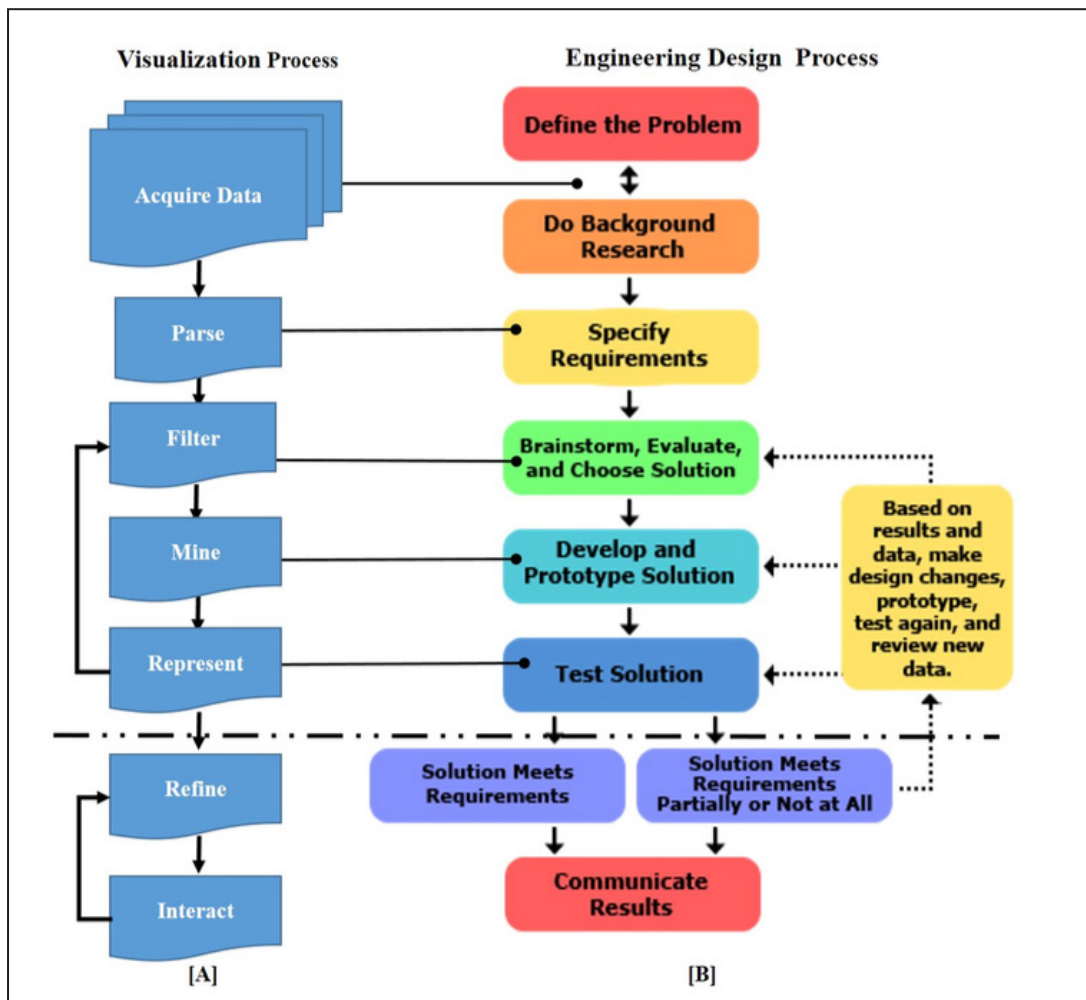 Visualization Process
Engineering Design Process
Acquire Data
Parse
Filter
Mine
Represent
Refine
Interact
[A]
Define the Problem
Do Background
Research
Specify
Requirements
Brainstorm, Evaluate,
and Choose Solution
Develop and
Prototype Solution
Test Solution
Based on
results and
data, make
design changes,
prototype,
test again, and
review new
data.
Solution Meets
Requirements
Solution Meets
Requirements
Partially or Not at All
Communicate
Results
[B]